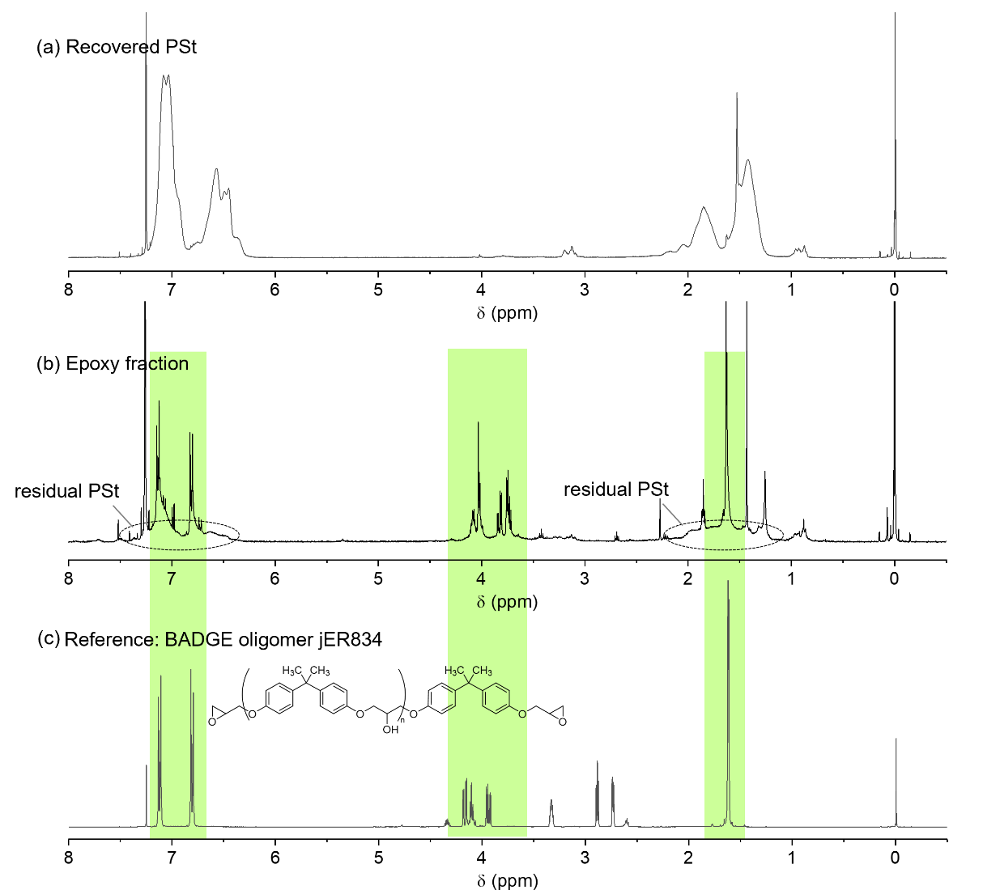 (a) Recovered PSt
8 7 6 5 4 3 2 1 0
δ (ppm)
(b) Epoxy fraction
residual PSt
residual PSt
8 7 6 5 4 3 2 1 0
δ (ppm)
(c) Reference: BADGE oligomer jER834
H₃C CH₃ H₃C CH₃
O O O O O O
OH n
8 7 6 5 4 3 2 1 0
δ (ppm)